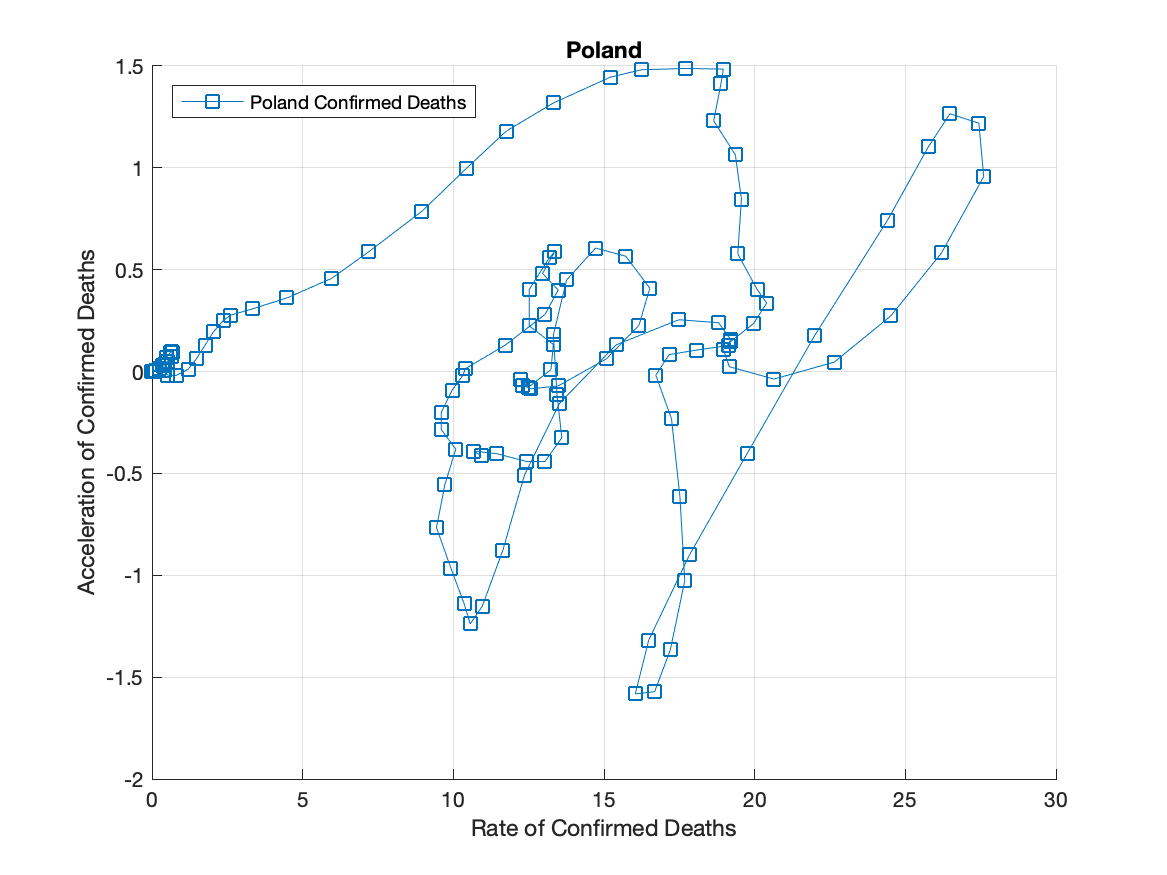 Poland
1.5
Poland Confirmed Deaths
1
0.5
0
-0.5
-1
-1.5
-2
Acceleration of Confirmed Deaths
0 5 10 15 20 25 30
Rate of Confirmed Deaths